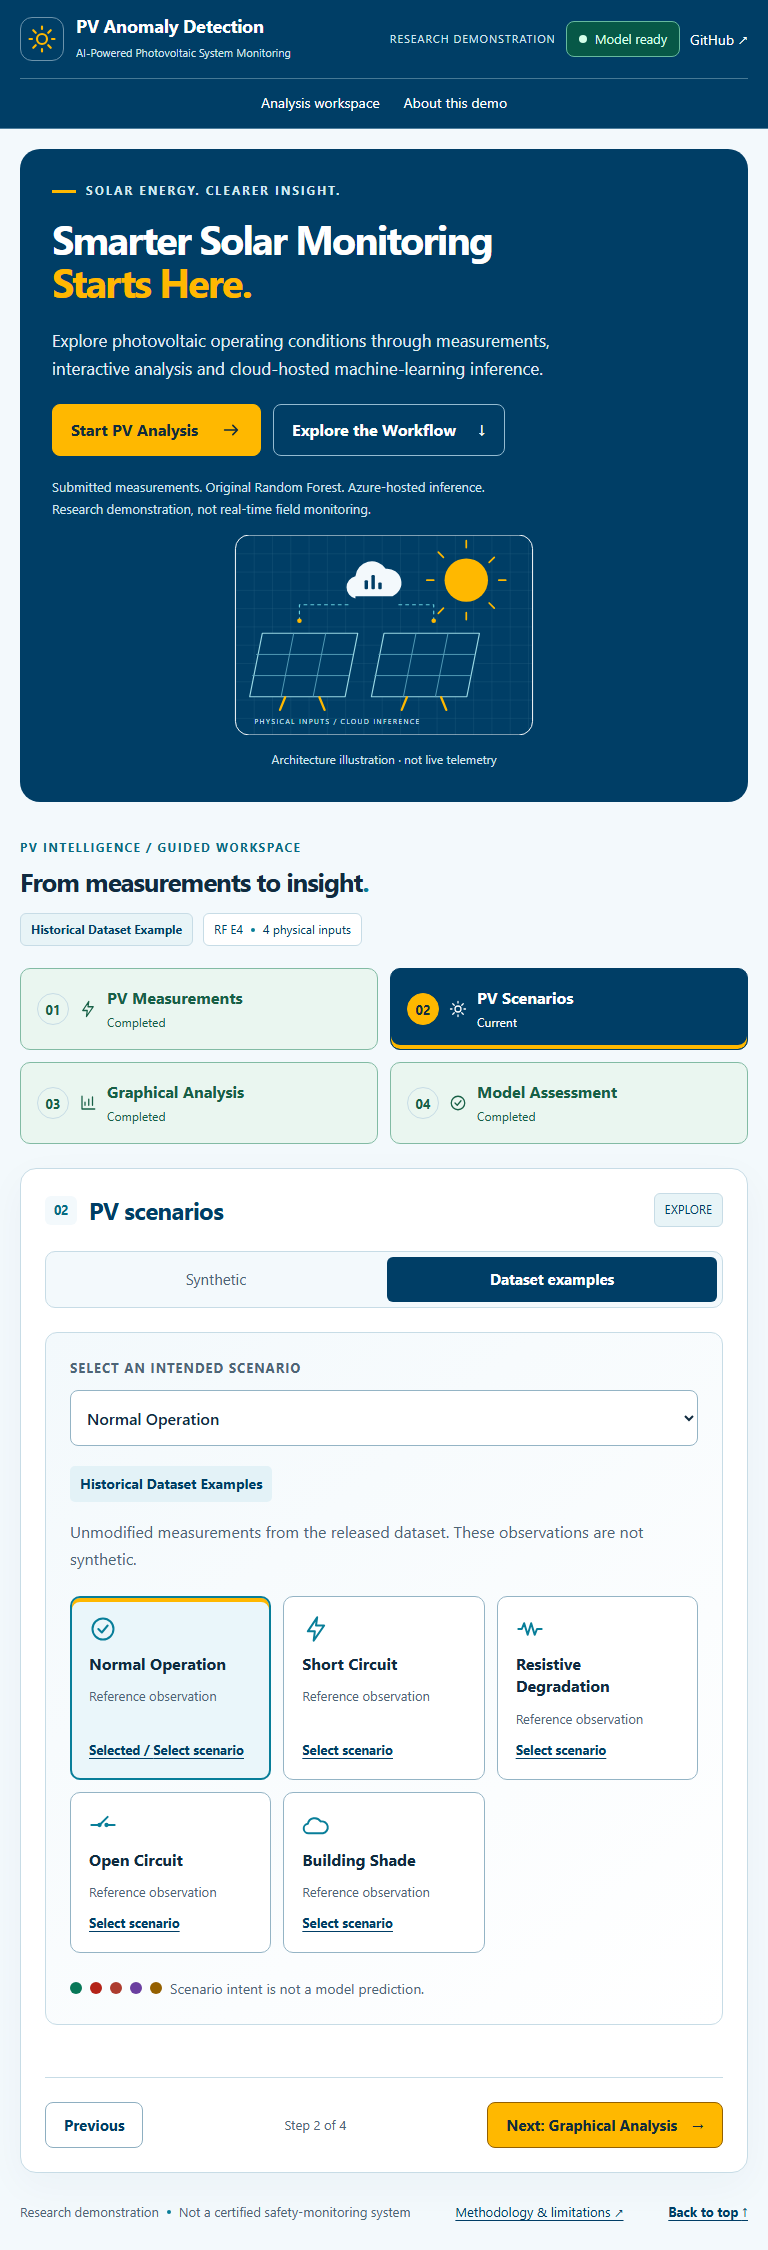 PV Anomaly Detection
AI-Powered Photovoltaic System Monitoring
RESEARCH DEMONSTRATION
Model ready
GitHub ↗
Analysis workspace
About this demo
SOLAR ENERGY. CLEARER INSIGHT.
Smarter Solar Monitoring
Starts Here.
Explore photovoltaic operating conditions through measurements,
interactive analysis and cloud-hosted machine-learning inference.
Start PV Analysis →
Explore the Workflow ↓
Submitted measurements. Original Random Forest. Azure-hosted inference.
Research demonstration, not real-time field monitoring.
PHYSICAL INPUTS / CLOUD INFERENCE
Architecture illustration · not live telemetry
PV INTELLIGENCE / GUIDED WORKSPACE
From measurements to insight.
Historical Dataset Example
RF E4 • 4 physical inputs
01
PV Measurements
Completed
02
PV Scenarios
Current
03
Graphical Analysis
Completed
04
Model Assessment
Completed
02
PV scenarios
EXPLORE
Synthetic
Dataset examples
SELECT AN INTENDED SCENARIO
Normal Operation
Historical Dataset Examples
Unmodified measurements from the released dataset. These observations are not
synthetic.
Normal Operation
Reference observation
Selected / Select scenario
Short Circuit
Reference observation
Select scenario
Resistive
Degradation
Reference observation
Select scenario
Open Circuit
Reference observation
Select scenario
Building Shade
Reference observation
Select scenario
Scenario intent is not a model prediction.
Previous
Step 2 of 4
Next: Graphical Analysis →
Research demonstration • Not a certified safety-monitoring system
Methodology & limitations ↗
Back to top ↑